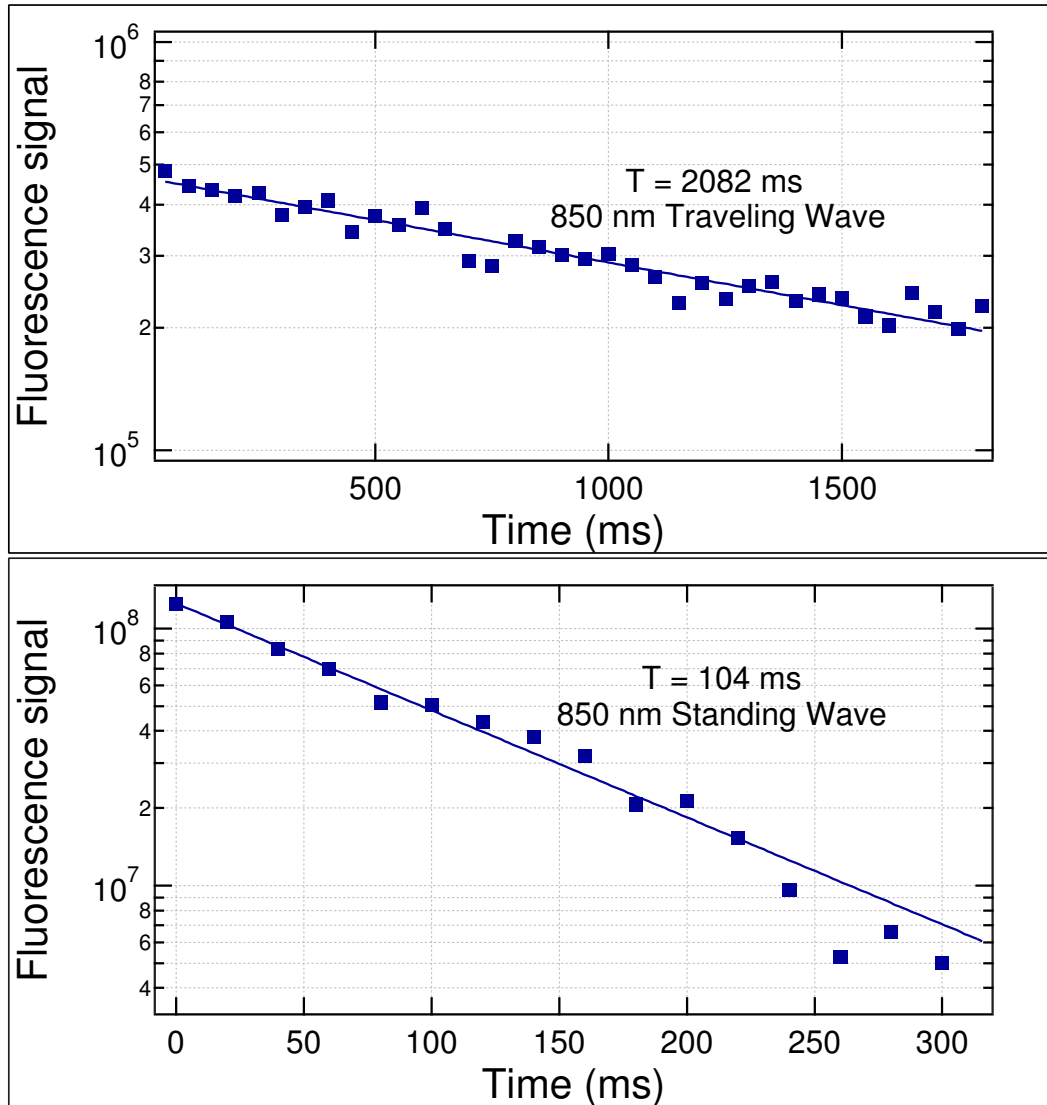 Fluorescence signal
10^6
8
7
6
5
4
3
2
10^5
T = 2082 ms
850 nm Traveling Wave
500 1000 1500
Time (ms)
Fluorescence signal
10^8
8
6
4
2
10^7
8
6
4
T = 104 ms
850 nm Standing Wave
0 50 100 150 200 250 300
Time (ms)